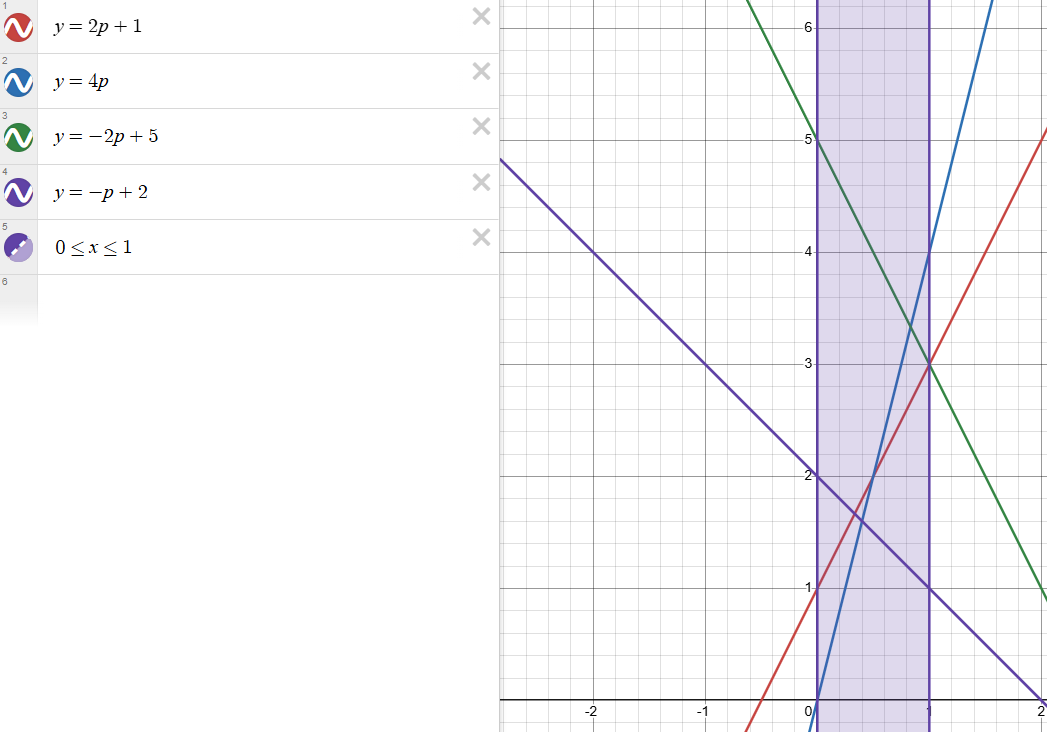 1
y = 2p + 1
2
y = 4p
3
y = −2p + 5
4
y = −p + 2
5
0 ≤ x ≤ 1
6
6
5
4
3
2
1
-2 -1 0 1 2